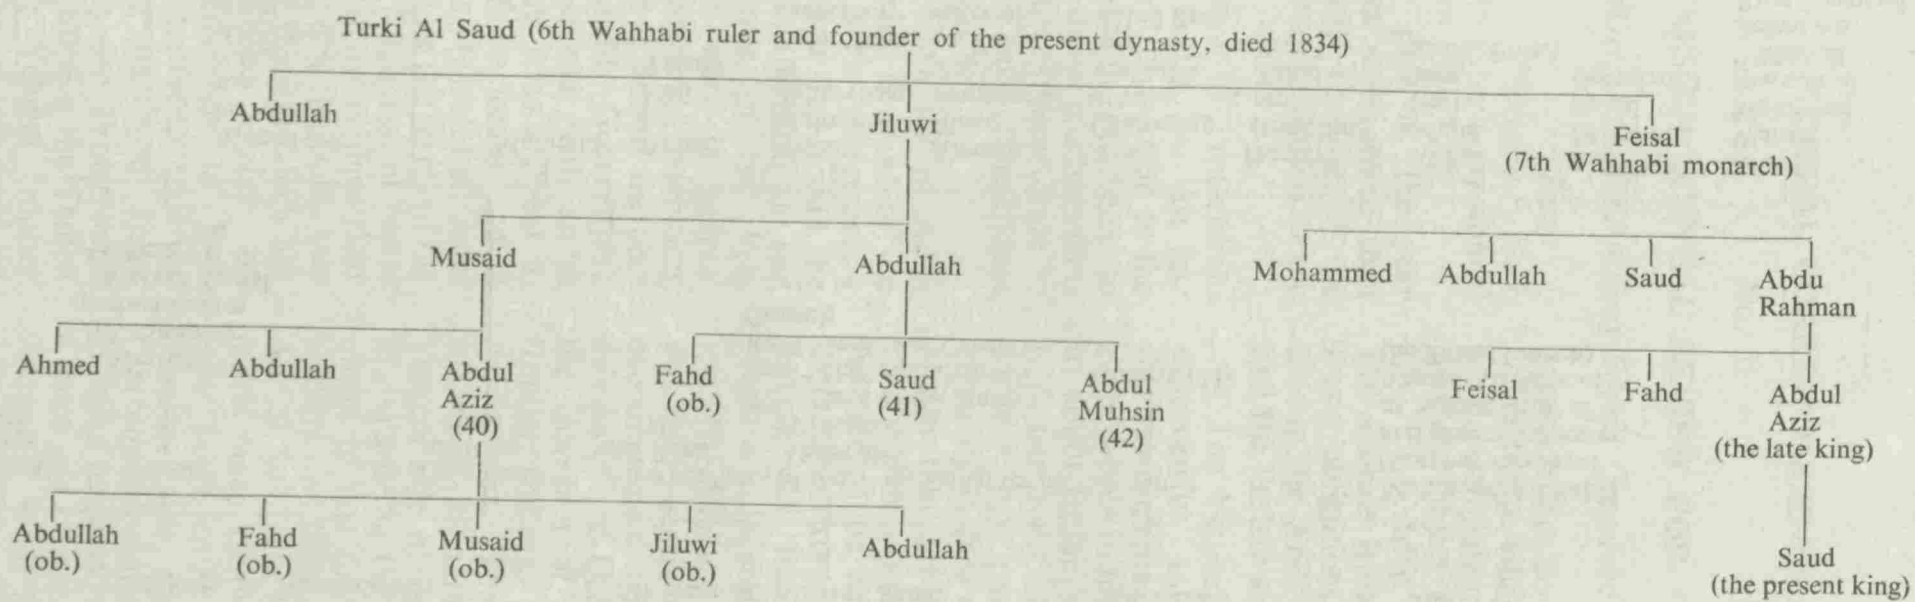 Turki Al Saud (6th Wahhabi ruler and founder of the present dynasty, died 1834)
Abdullah
Jiluwi
Feisal
(7th Wahhabi monarch)
Musaid
Abdullah
Mohammed
Abdullah
Saud
Abdu
Rahman
Ahmed
Abdullah
Abdul
Aziz
(40)
Fahd
(ob.)
Saud
(41)
Abdul
Muhsin
(42)
Feisal
Fahd
Abdul
Aziz
(the late king)
Abdullah
(ob.)
Fahd
(ob.)
Musaid
(ob.)
Jiluwi
(ob.)
Abdullah
Saud
(the present king)